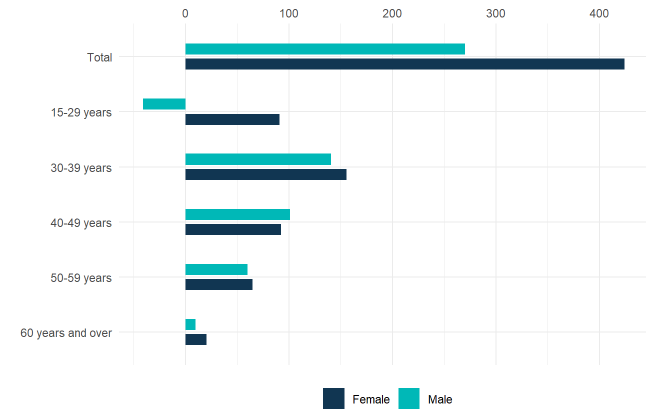 0 100 200 300 400
Total
15-29 years
30-39 years
40-49 years
50-59 years
60 years and over
Female Male